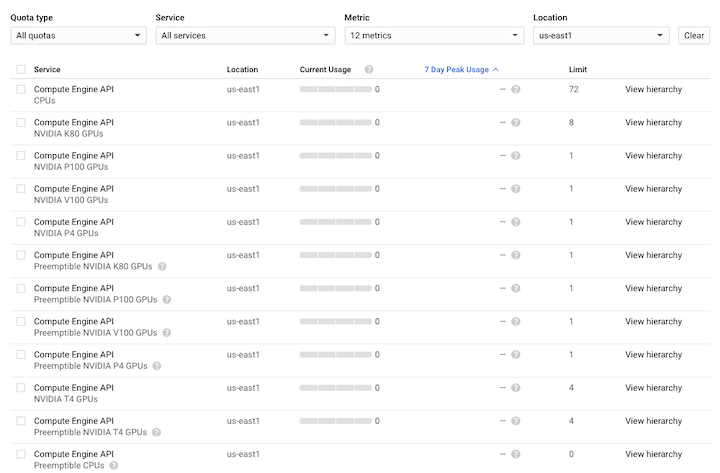 Quota type Service Metric Location
All quotas All services 12 metrics us-east1 Clear
Service Location Current Usage ? 7 Day Peak Usage Limit
Compute Engine API us-east1 0 – ? 72 View hierarchy
CPUs
Compute Engine API us-east1 0 – ? 8 View hierarchy
NVIDIA K80 GPUs
Compute Engine API us-east1 0 – ? 1 View hierarchy
NVIDIA P100 GPUs
Compute Engine API us-east1 0 – ? 1 View hierarchy
NVIDIA V100 GPUs
Compute Engine API us-east1 0 – ? 1 View hierarchy
NVIDIA P4 GPUs
Compute Engine API us-east1 0 – ? 1 View hierarchy
Preemptible NVIDIA K80 GPUs ?
Compute Engine API us-east1 0 – ? 1 View hierarchy
Preemptible NVIDIA P100 GPUs ?
Compute Engine API us-east1 0 – ? 1 View hierarchy
Preemptible NVIDIA V100 GPUs ?
Compute Engine API us-east1 0 – ? 1 View hierarchy
Preemptible NVIDIA P4 GPUs ?
Compute Engine API us-east1 0 – ? 4 View hierarchy
NVIDIA T4 GPUs
Compute Engine API us-east1 0 – ? 4 View hierarchy
Preemptible NVIDIA T4 GPUs ?
Compute Engine API us-east1 – ? 0 View hierarchy
Preemptible CPUs ?